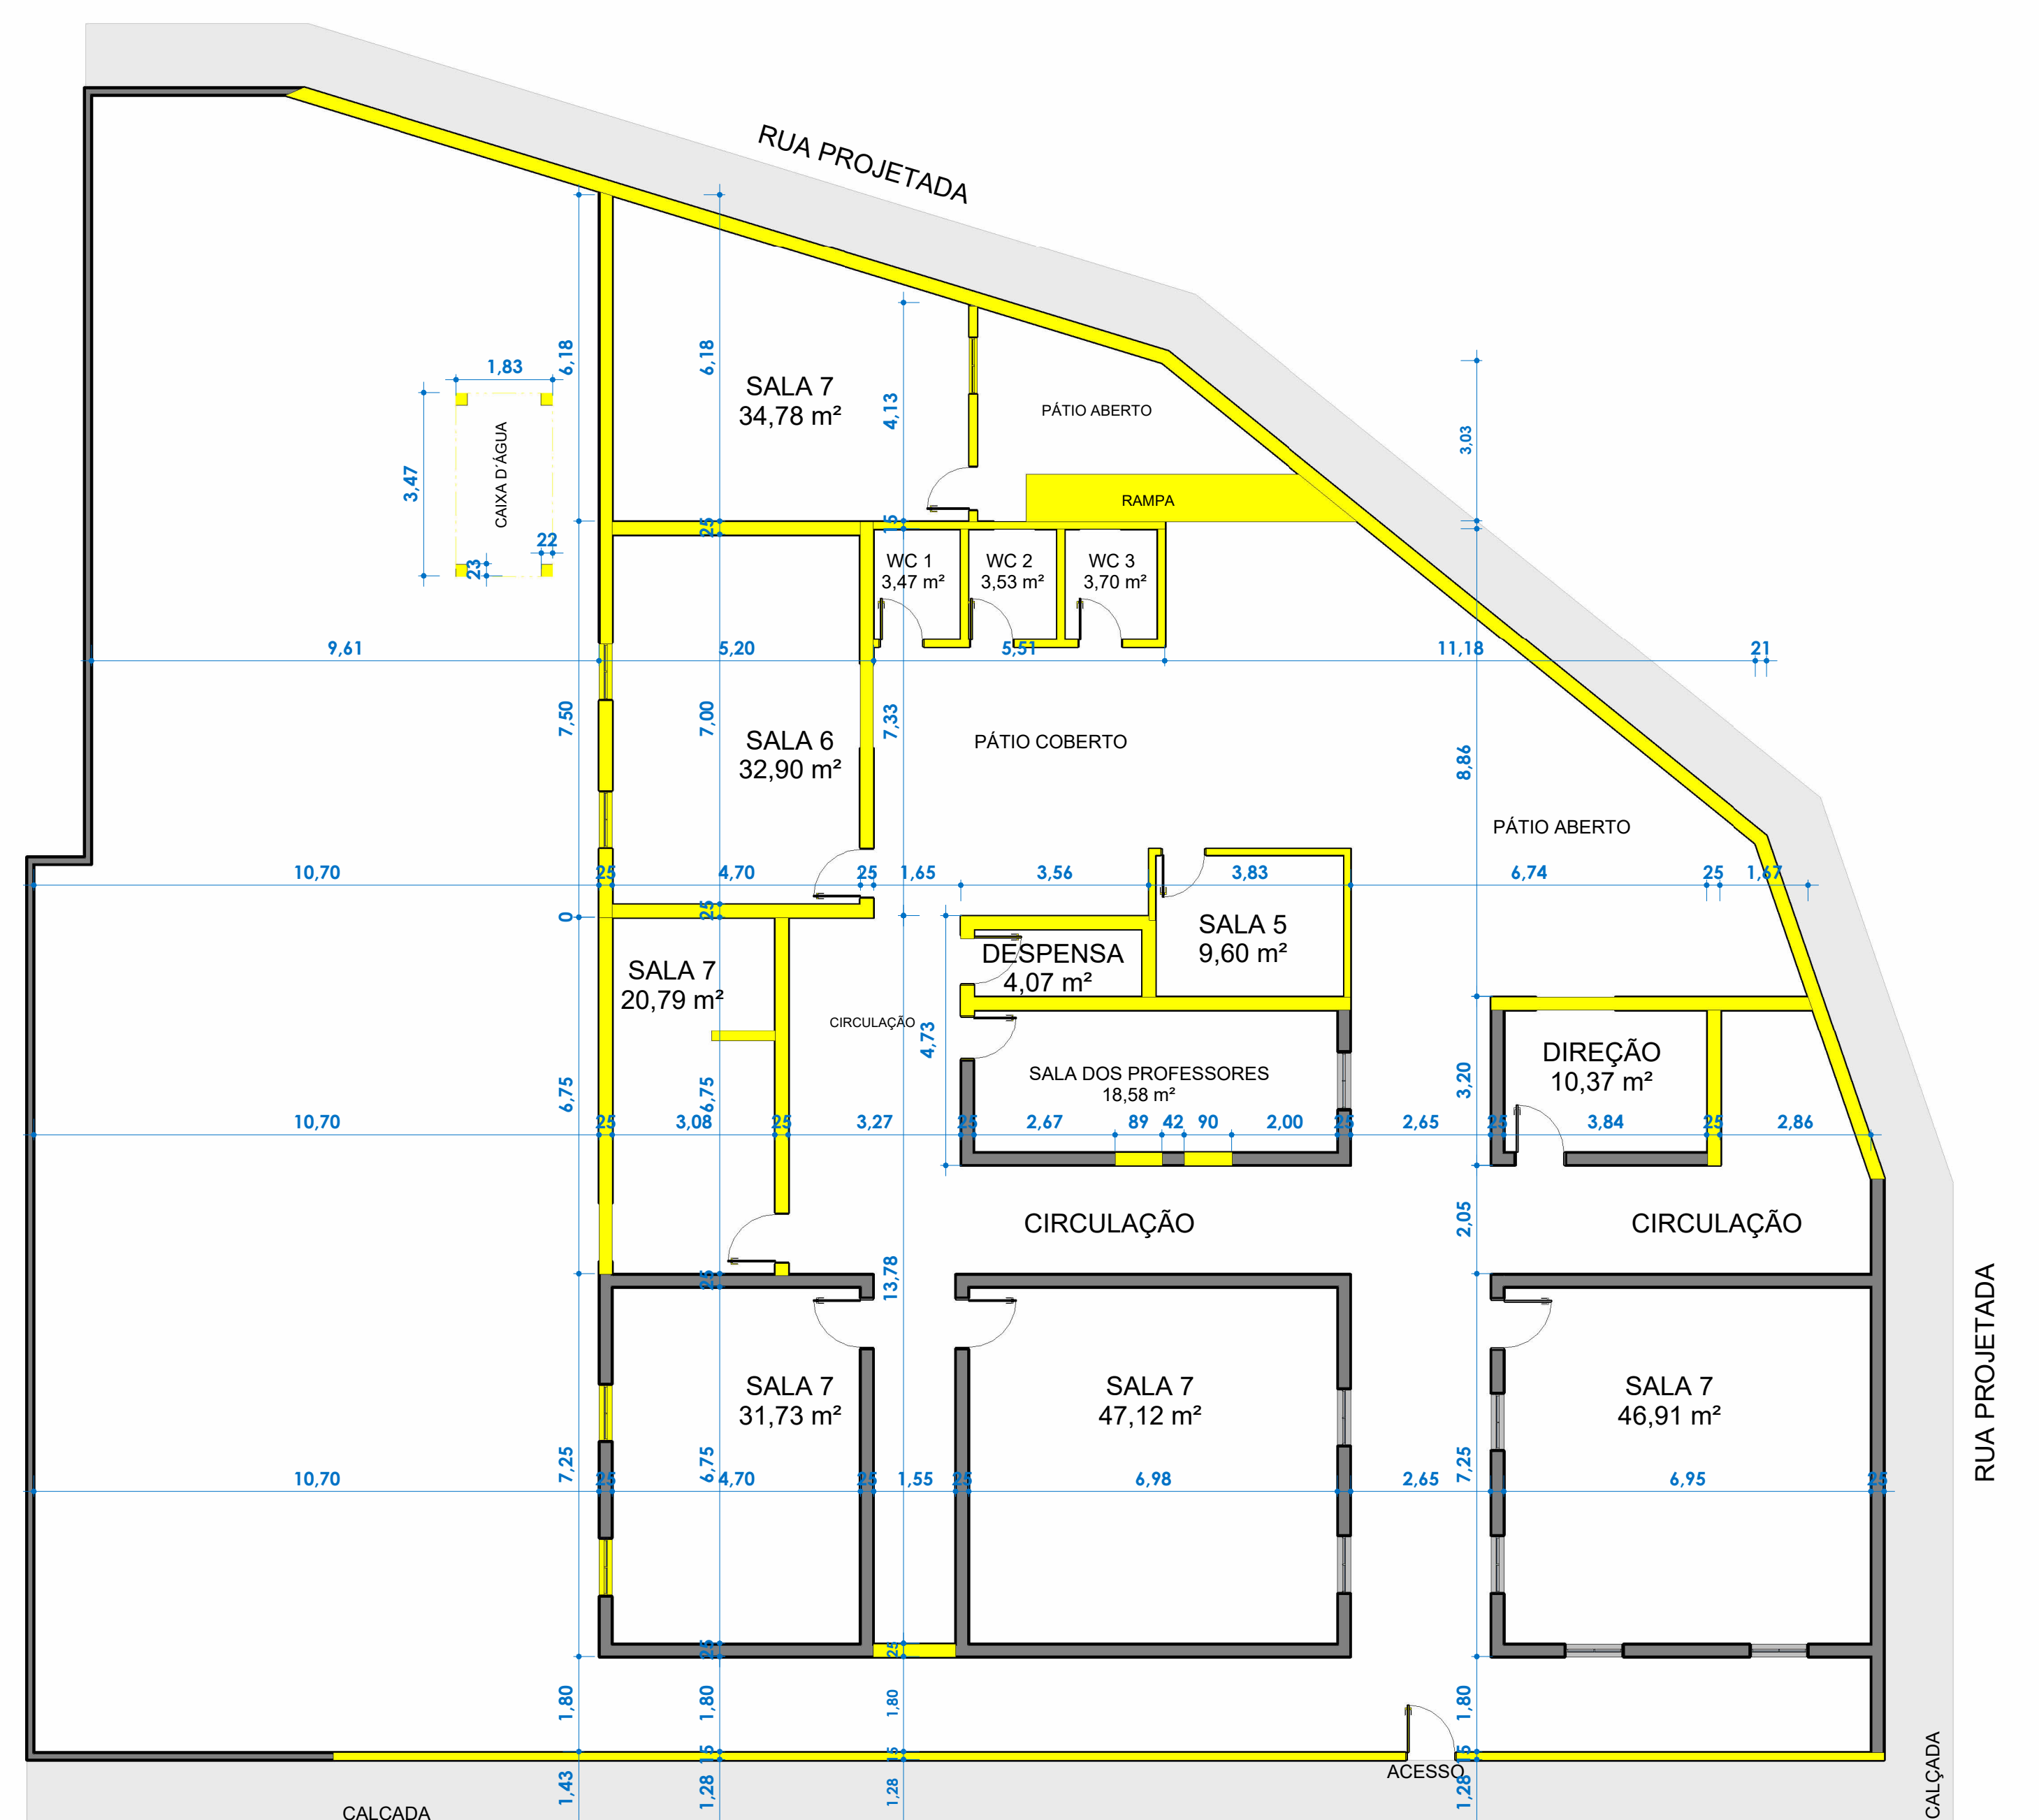 RUA PROJETADA
1,83
6,18
6,18
SALA 7
34,78 m²
4,13
PÁTIO ABERTO
3,03
3,47
CAIXA D´ÁGUA
RAMPA
22
23
25
15
WC 1
3,47 m²
WC 2
3,53 m²
WC 3
3,70 m²
9,61
5,20
5,51
11,18
21
7,50
7,00
7,33
SALA 6
32,90 m²
PÁTIO COBERTO
8,86
PÁTIO ABERTO
10,70
25
4,70
25
1,65
3,56
3,83
6,74
25
1,67
0
25
SALA 5
9,60 m²
DESPENSA
4,07 m²
SALA 7
20,79 m²
CIRCULAÇÃO
4,73
SALA DOS PROFESSORES
18,58 m²
DIREÇÃO
10,37 m²
3,20
6,75
6,75
10,70
25
3,08
25
3,27
25
2,67
89
42
90
2,00
25
2,65
25
3,84
25
2,86
CIRCULAÇÃO
2,05
CIRCULAÇÃO
25
13,78
RUA PROJETADA
SALA 7
31,73 m²
SALA 7
47,12 m²
SALA 7
46,91 m²
7,25
6,75
7,25
10,70
25
4,70
25
1,55
25
6,98
2,65
6,95
25
25
25
1,80
1,80
1,80
1,80
15
15
15
ACESSO
1,43
1,28
1,28
1,28
CALÇADA
CALÇADA